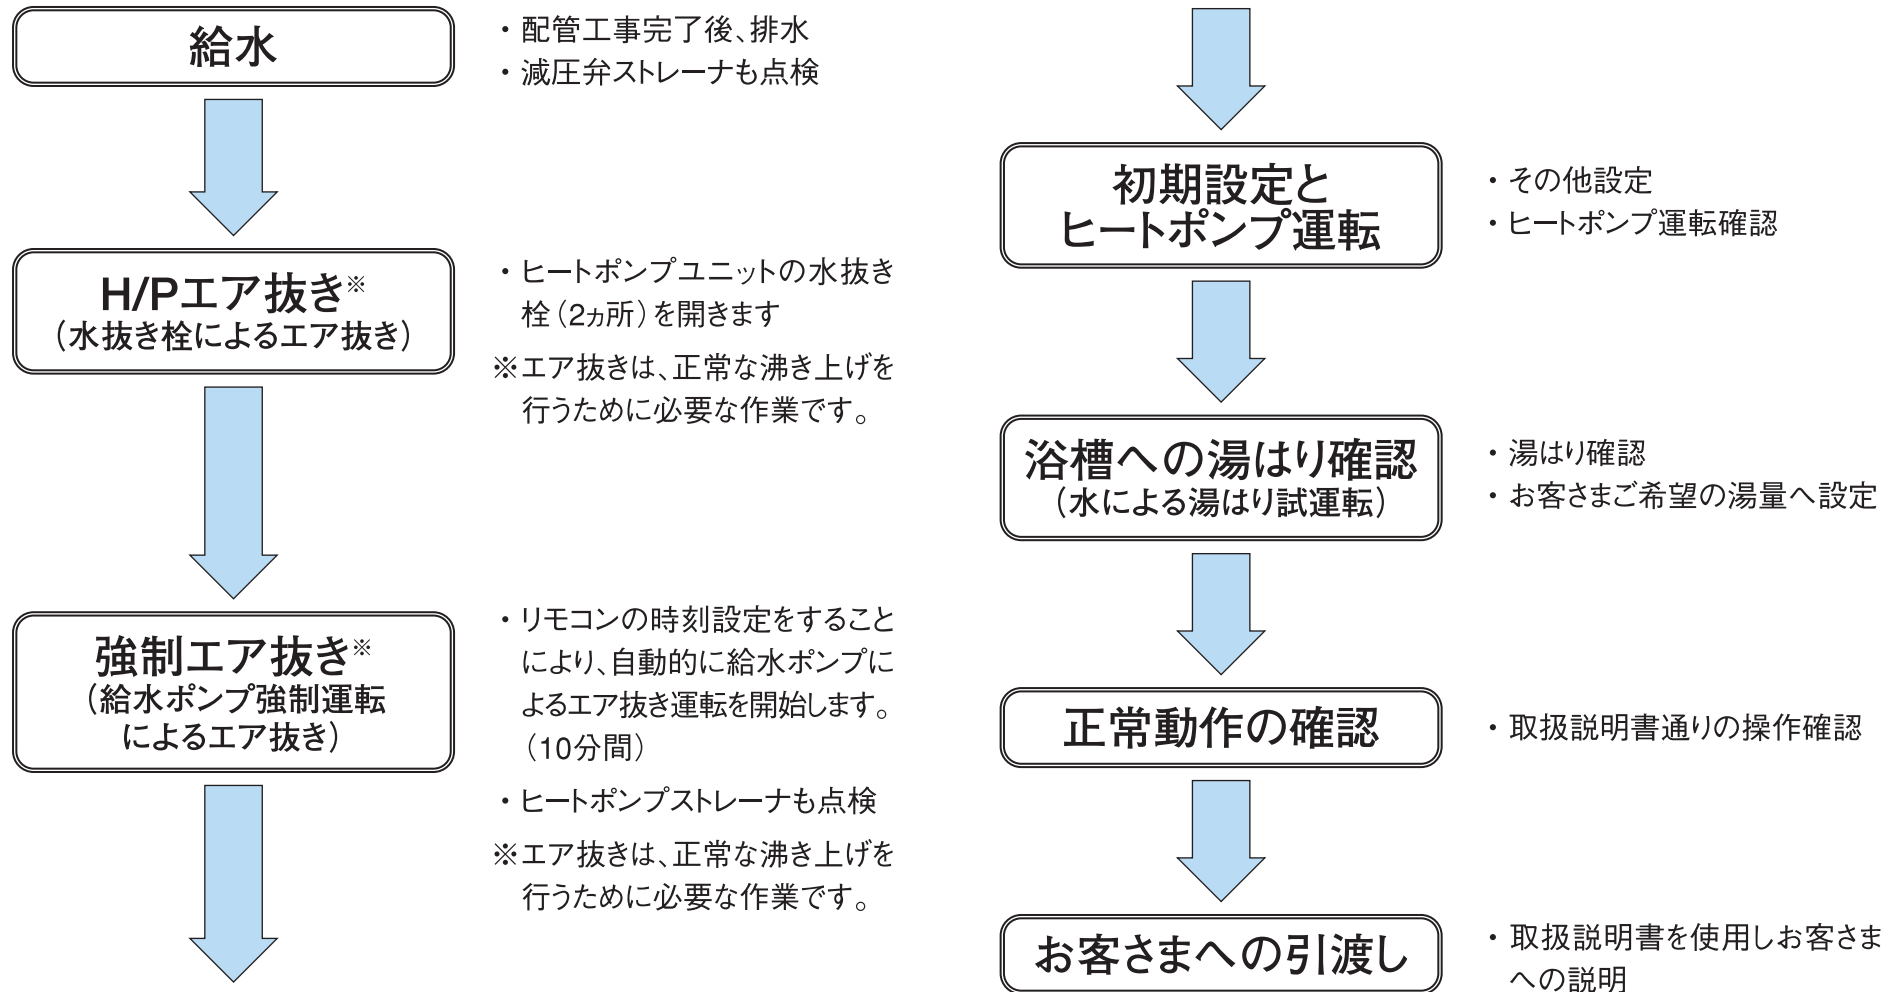 給水
・配管工事完了後、排水
・減圧弁ストレーナも点検
H/Pエア抜き※
（水抜き栓によるエア抜き）
・ヒートポンプユニットの水抜き
栓（2ヵ所）を開きます
※エア抜きは、正常な沸き上げを
行うために必要な作業です。
強制エア抜き※
（給水ポンプ強制運転
によるエア抜き）
・リモコンの時刻設定をすること
により、自動的に給水ポンプに
よるエア抜き運転を開始します。
（10分間）
・ヒートポンプストレーナも点検
※エア抜きは、正常な沸き上げを
行うために必要な作業です。
初期設定と
ヒートポンプ運転
・その他設定
・ヒートポンプ運転確認
浴槽への湯はり確認
（水による湯はり試運転）
・湯はり確認
・お客さまご希望の湯量へ設定
正常動作の確認
・取扱説明書通りの操作確認
お客さまへの引渡し
・取扱説明書を使用しお客さま
への説明